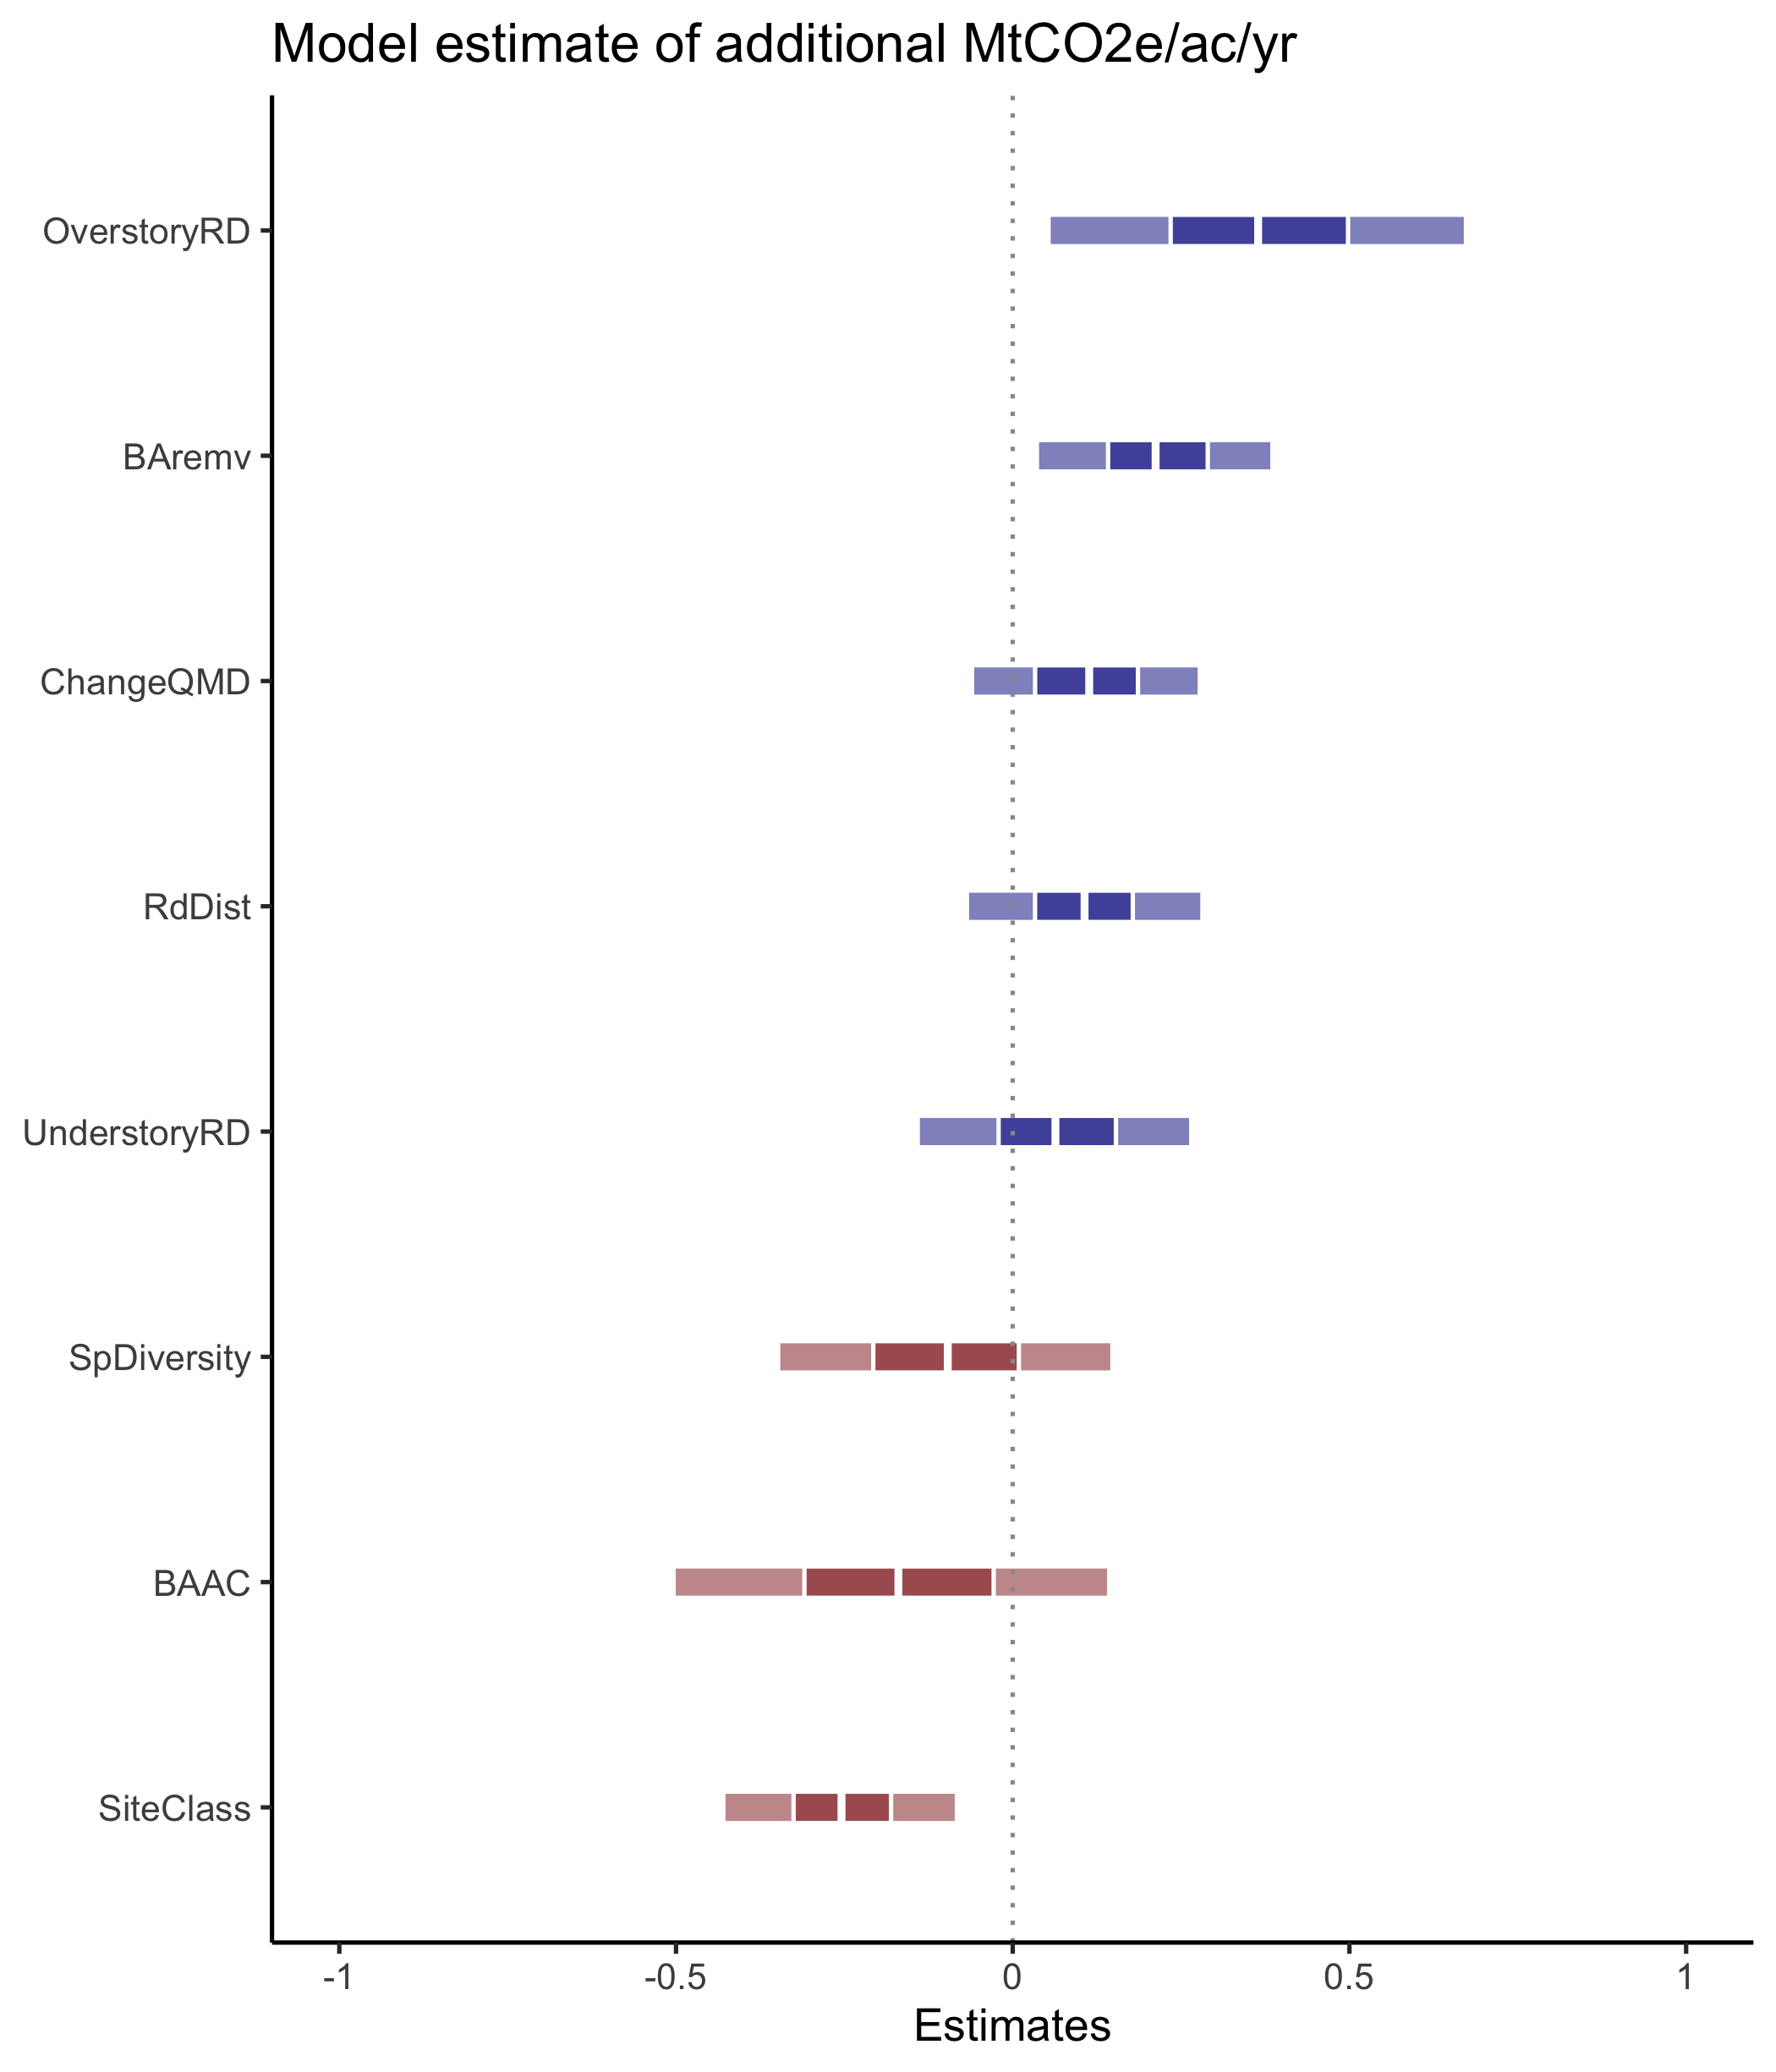 Model estimate of additional MtCO2e/ac/yr
OverstoryRD
BAremv
ChangeQMD
RdDist
UnderstoryRD
SpDiversity
BAAC
SiteClass
-1 -0.5 0 0.5 1
Estimates